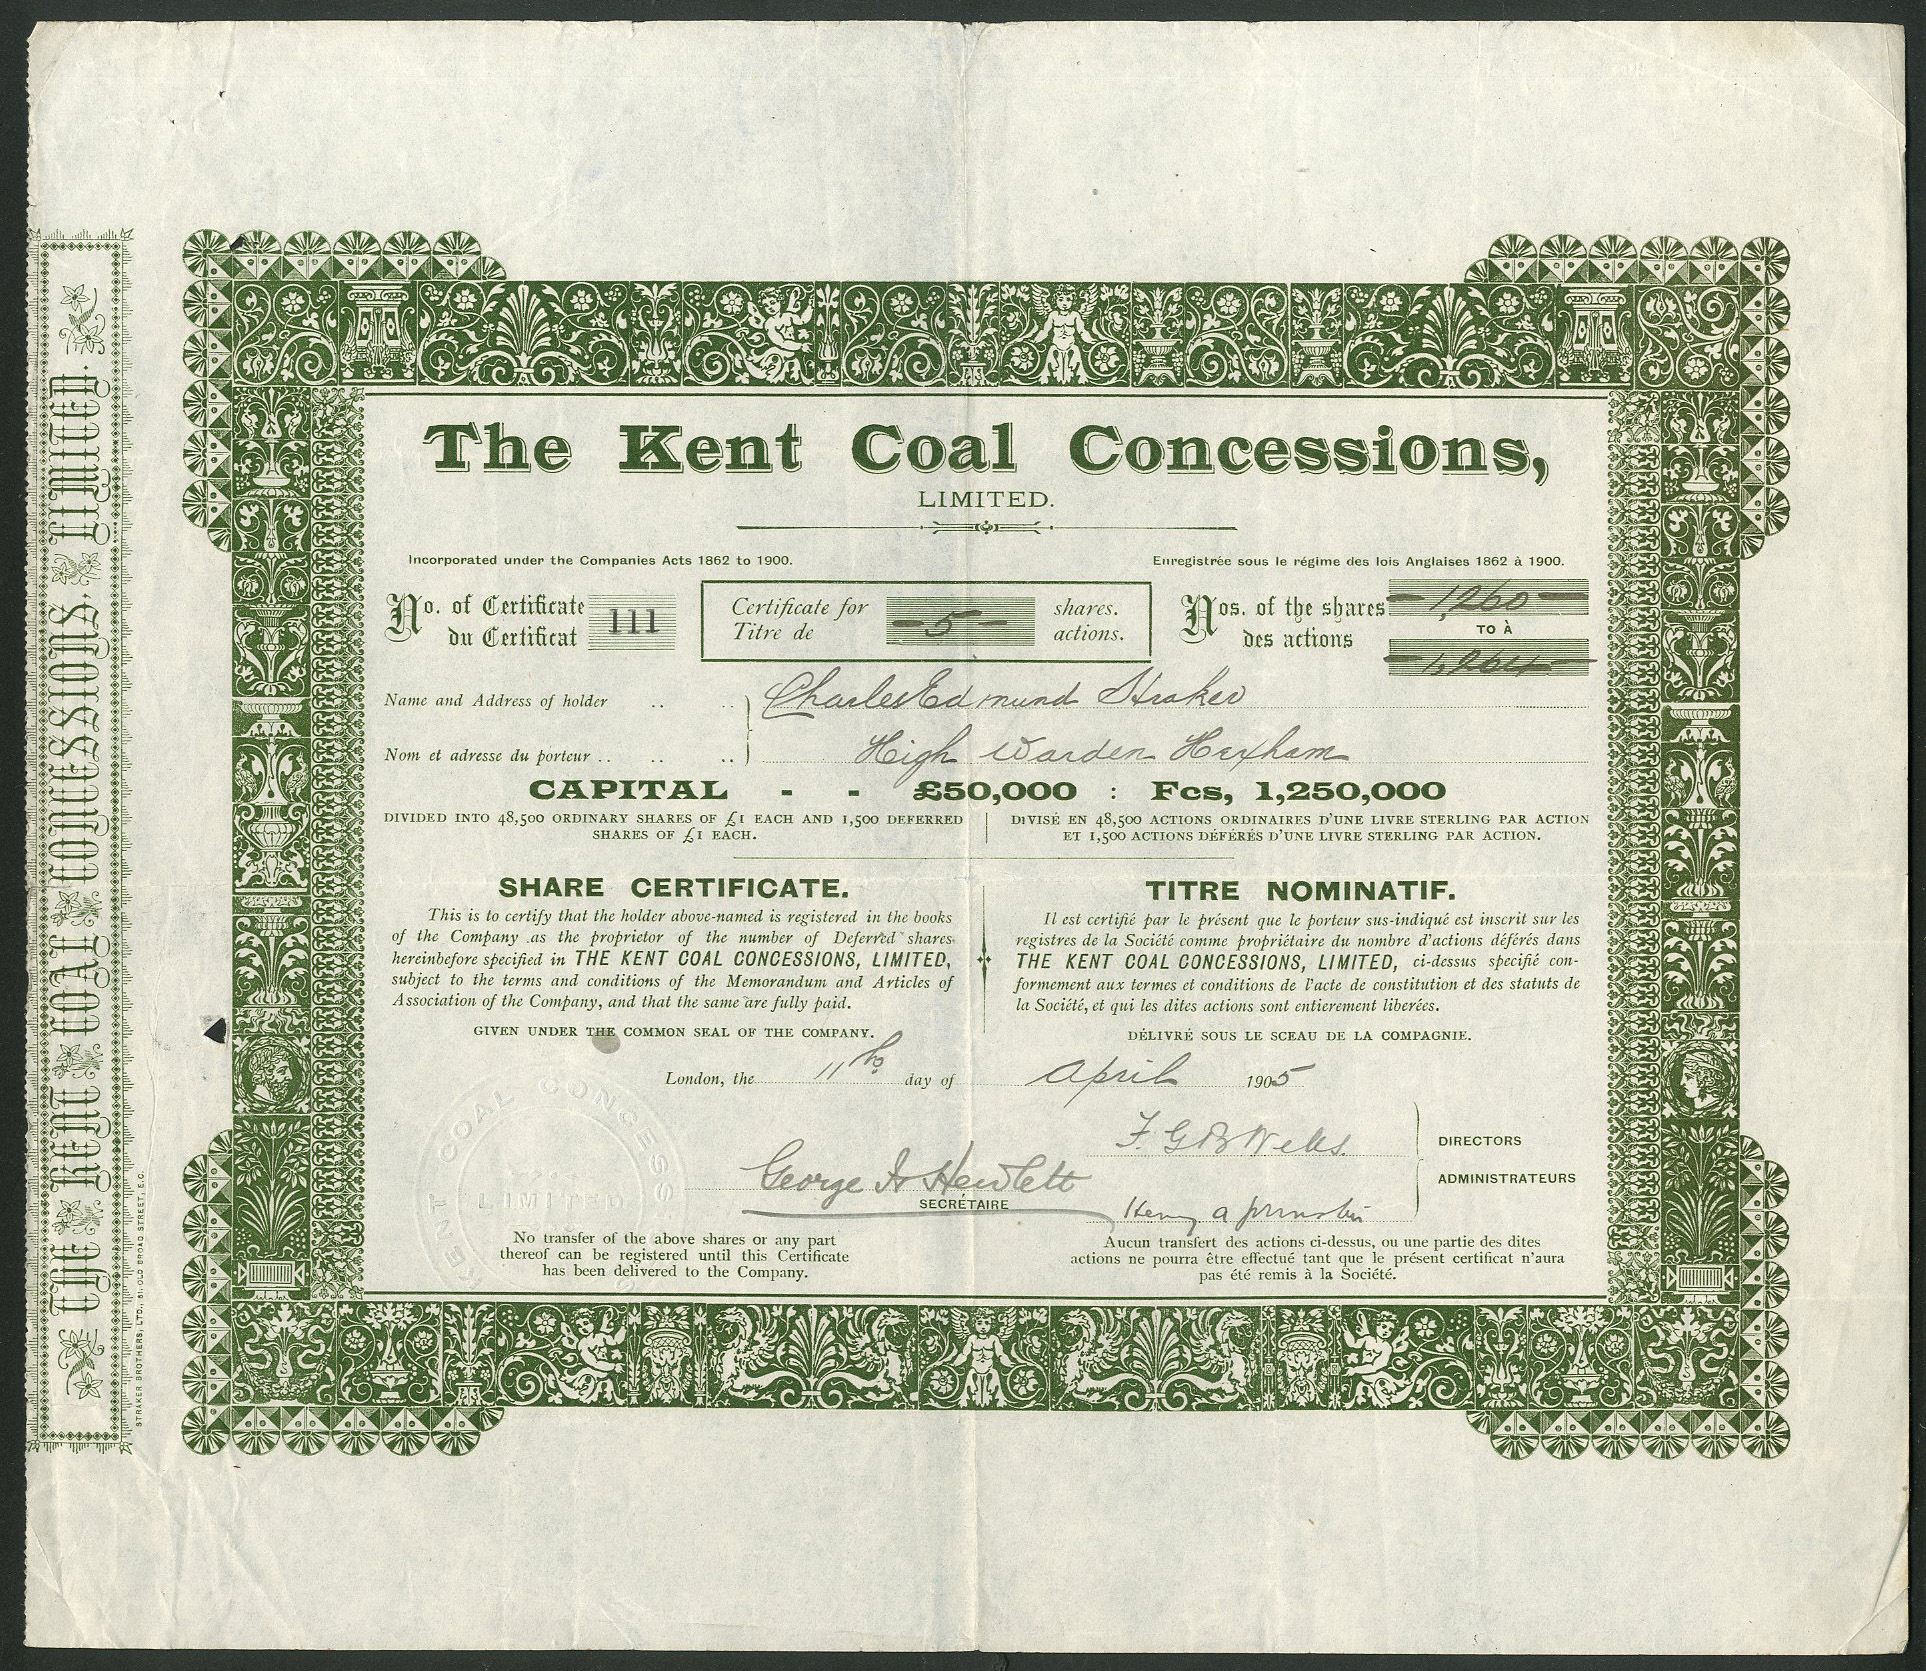 The Kent Coal Concessions,
LIMITED.
Incorporated under the Companies Acts 1862 to 1900.
Enregistrée sous le régime des lois Anglaises 1862 à 1900.
No. of Certificate
du Certificat
111
Certificate for
Titre de
- 5 -
shares.
actions.
Nos. of the shares
des actions
1,260
TO À
1,264
Name and Address of holder
Charles Edmund Straker
Nom et adresse du porteur
High Warden Hexham
CAPITAL - - £50,000 : Fcs, 1,250,000
DIVIDED INTO 48,500 ORDINARY SHARES OF £1 EACH AND 1,500 DEFERRED
SHARES OF £1 EACH.
DIVISÉ EN 48,500 ACTIONS ORDINAIRES D'UNE LIVRE STERLING PAR ACTION
ET 1,500 ACTIONS DÉFÉRÉS D'UNE LIVRE STERLING PAR ACTION.
SHARE CERTIFICATE.
This is to certify that the holder above-named is registered in the books
of the Company as the proprietor of the number of Deferred shares
hereinbefore specified in THE KENT COAL CONCESSIONS, LIMITED,
subject to the terms and conditions of the Memorandum and Articles of
Association of the Company, and that the same are fully paid.
GIVEN UNDER THE COMMON SEAL OF THE COMPANY.
TITRE NOMINATIF.
Il est certifié par le présent que le porteur sus-indiqué est inscrit sur les
registres de la Société comme propriétaire du nombre d'actions déférés dans
THE KENT COAL CONCESSIONS, LIMITED, ci-dessus specifié con-
formement aux termes et conditions de l'acte de constitution et des statuts de
la Société, et qui les dites actions sont entierement liberées.
DÉLIVRÉ SOUS LE SCEAU DE LA COMPAGNIE.
London, the 11th day of April 1905
KENT COAL CONCESSIONS
LIMITED
George Hewlett
SECRÉTAIRE
F. G B Wells.
Henry a
DIRECTORS
ADMINISTRATEURS
No transfer of the above shares or any part
thereof can be registered until this Certificate
has been delivered to the Company.
Aucun transfert des actions ci-dessus, ou une partie des dites
actions ne pourra être effectué tant que le présent certificat n'aura
pas été remis à la Société.
THE KENT COAL CONCESSIONS, LIMITED.
STRAKER BROTHERS, LTD., 61, OLD BROAD STREET, E.C.